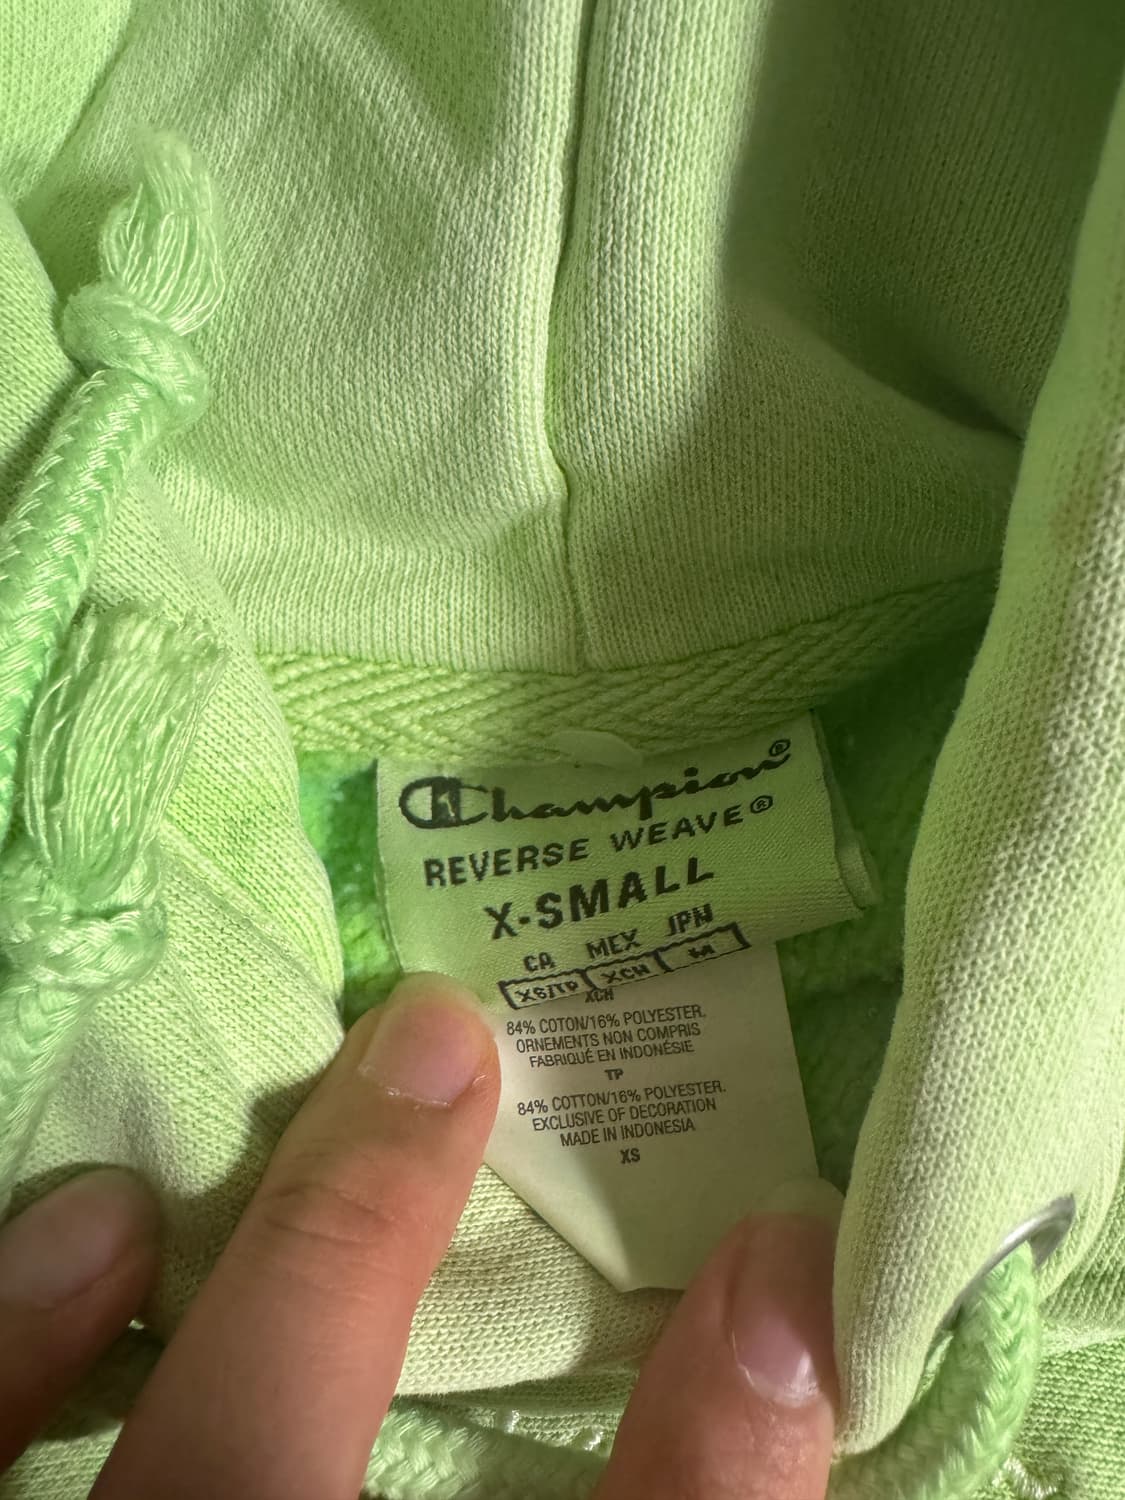 Champion®
REVERSE WEAVE®
X-SMALL
CA MEX JPN
XS/TP XCH M
XCH
84% COTON/16% POLYESTER.
ORNEMENTS NON COMPRIS
FABRIQUÉ EN INDONÉSIE
TP
84% COTTON/16% POLYESTER.
EXCLUSIVE OF DECORATION
MADE IN INDONESIA
XS